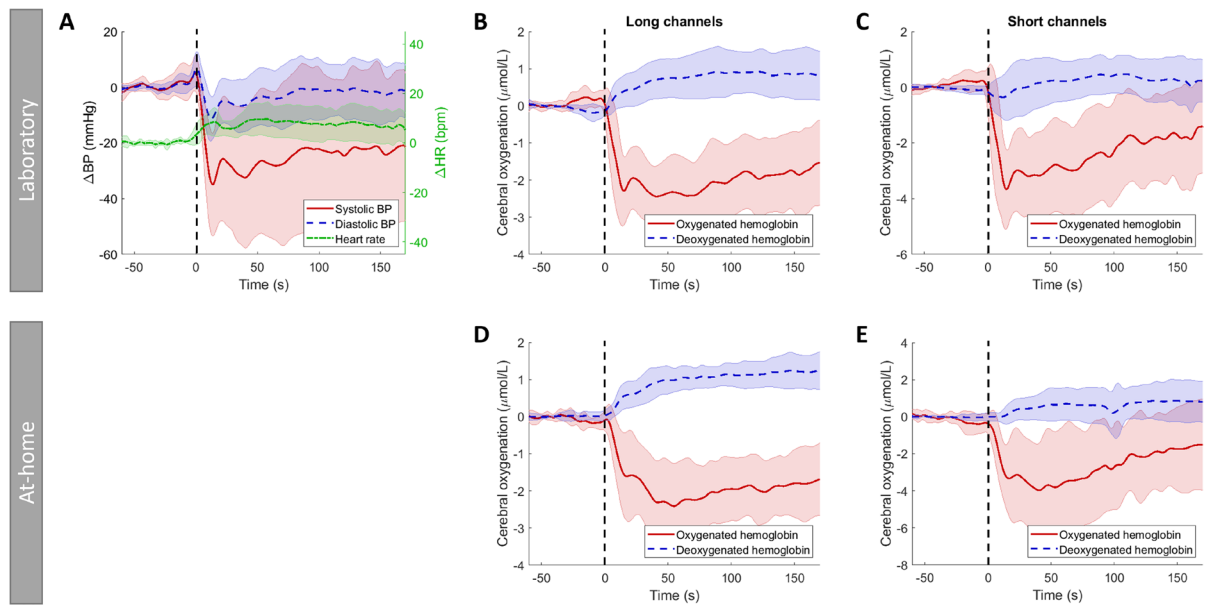 Laboratory
A
ΔBP (mmHg)
20
0
-20
-40
-60
40
20
0
-20
-40
ΔHR (bpm)
Systolic BP
Diastolic BP
Heart rate
-50
0
50
100
150
Time (s)
B
Long channels
Cerebral oxygenation (μmol/L)
2
1
0
-1
-2
-3
-4
Oxygenated hemoglobin
Deoxygenated hemoglobin
-50
0
50
100
150
Time (s)
C
Short channels
Cerebral oxygenation (μmol/L)
2
0
-2
-4
-6
Oxygenated hemoglobin
Deoxygenated hemoglobin
-50
0
50
100
150
Time (s)
At-home
D
Cerebral oxygenation (μmol/L)
2
1
0
-1
-2
-3
-4
Oxygenated hemoglobin
Deoxygenated hemoglobin
-50
0
50
100
150
Time (s)
E
Cerebral oxygenation (μmol/L)
4
2
0
-2
-4
-6
-8
Oxygenated hemoglobin
Deoxygenated hemoglobin
-50
0
50
100
150
Time (s)